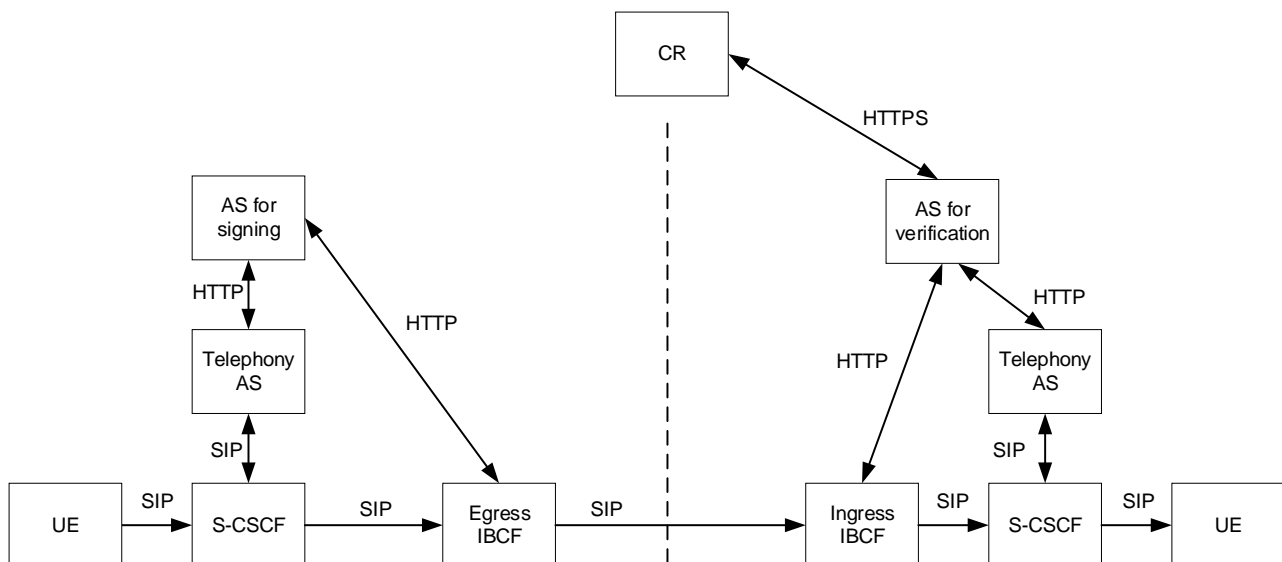 CR
HTTPS
AS for
signing
AS for
verification
HTTP
HTTP
HTTP
HTTP
Telephony
AS
Telephony
AS
SIP
SIP
UE
SIP
S-CSCF
SIP
Egress
IBCF
SIP
Ingress
IBCF
SIP
S-CSCF
SIP
UE